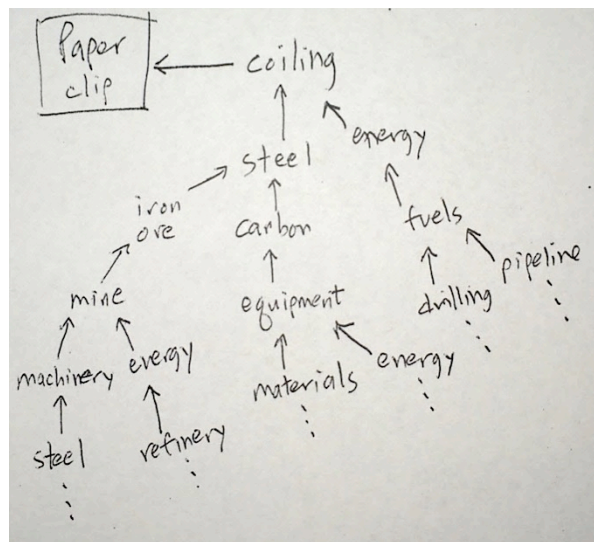 Paper
clip
coiling
energy
steel
iron
ore
carbon
fuels
pipeline
mine
equipment
drilling
machinery
energy
materials
energy
steel
refinery